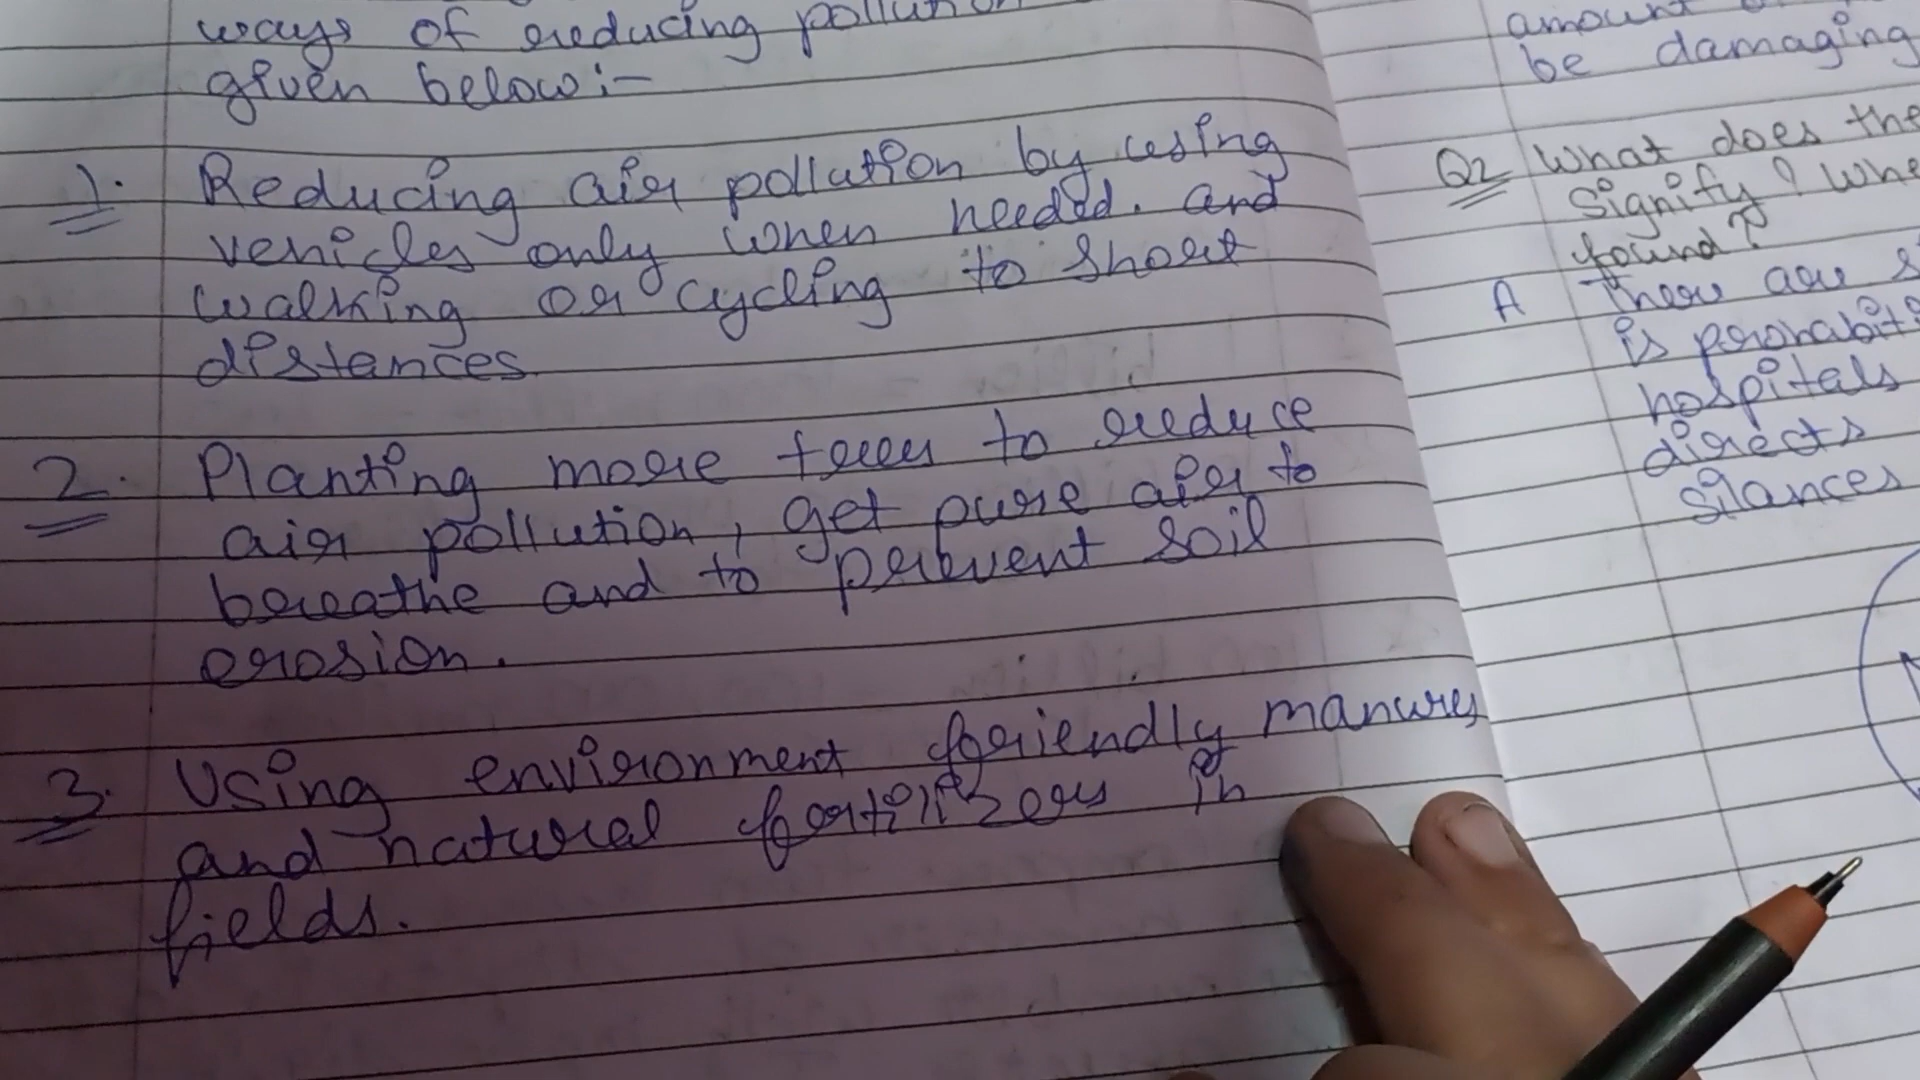 ways of reducing pollution
given below:-
1. Reducing air pollution by using
vehicles only when needed. and
walking or cycling to short
distances
2. Planting more trees to reduce
air pollution, get pure air to
breathe and to prevent soil
erosion.
3. Using environment friendly manures
and natural fertilizers in
fields.
amount
be damaging
Q2 What does the
signify? Whe
found?
A There are s
is prohabit
hospitals
directs
silances